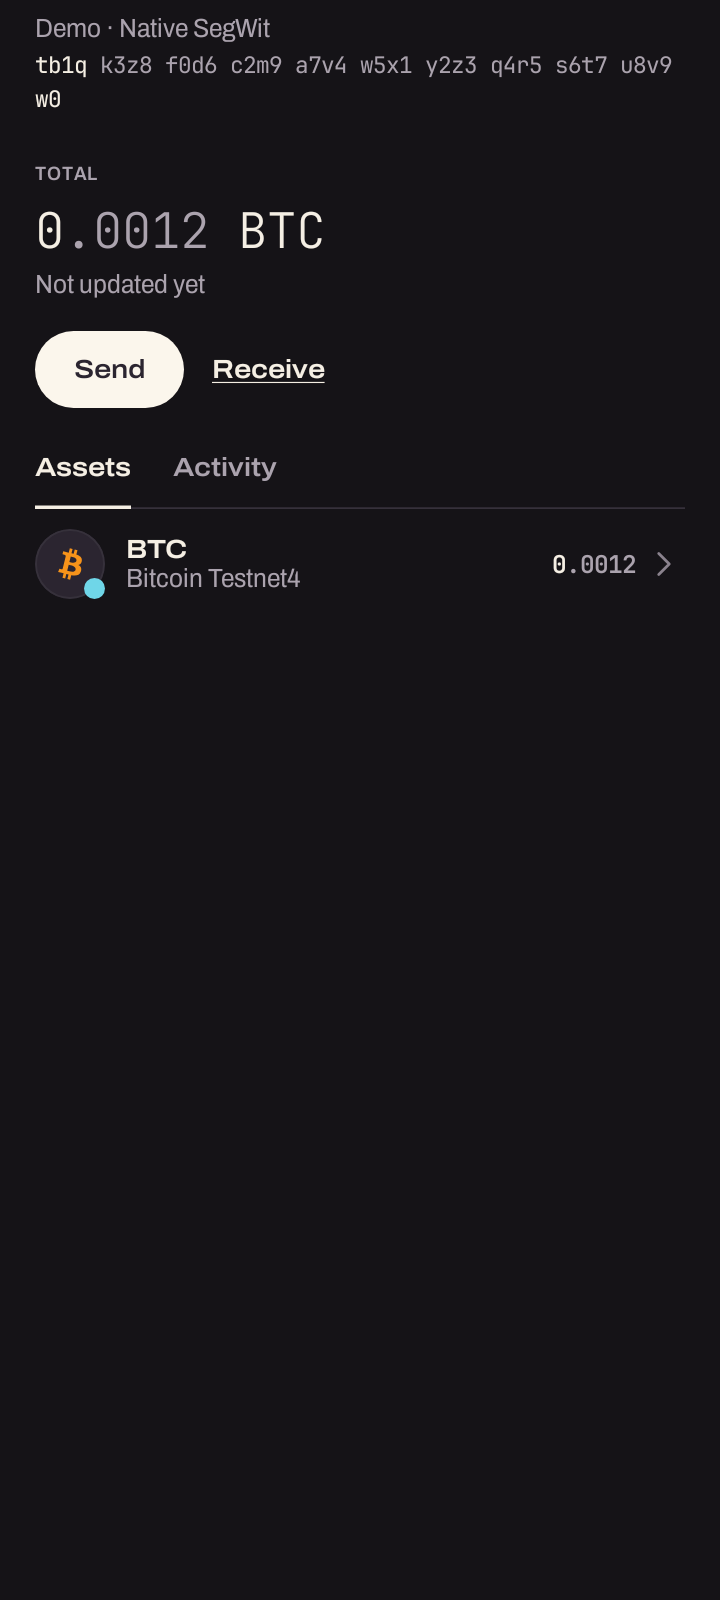 Demo · Native SegWit
tb1q k3z8 f0d6 c2m9 a7v4 w5x1 y2z3 q4r5 s6t7 u8v9
w0
TOTAL
0.0012 BTC
Not updated yet
Send Receive
Assets Activity
BTC
Bitcoin Testnet4
0.0012